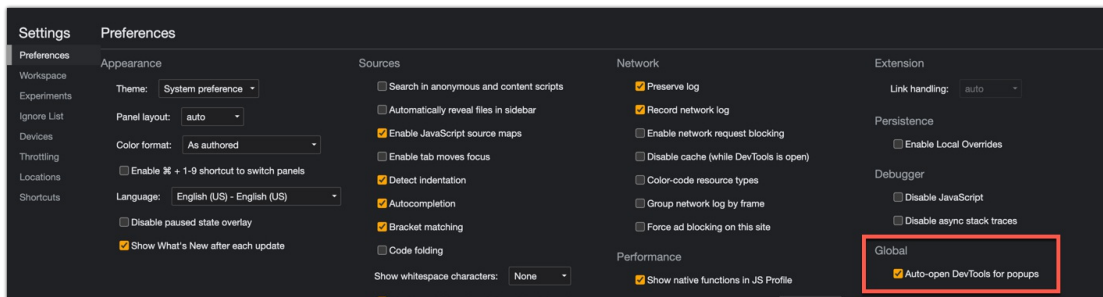 Settings
Preferences
Workspace
Experiments
Ignore List
Devices
Throttling
Locations
Shortcuts
Preferences
Appearance
Theme: System preference
Panel layout: auto
Color format: As authored
Enable ⌘ + 1-9 shortcut to switch panels
Language: English (US) - English (US)
Disable paused state overlay
Show What's New after each update
Sources
Search in anonymous and content scripts
Automatically reveal files in sidebar
Enable JavaScript source maps
Enable tab moves focus
Detect indentation
Autocompletion
Bracket matching
Code folding
Show whitespace characters: None
Network
Preserve log
Record network log
Enable network request blocking
Disable cache (while DevTools is open)
Color-code resource types
Group network log by frame
Force ad blocking on this site
Performance
Show native functions in JS Profile
Extension
Link handling: auto
Persistence
Enable Local Overrides
Debugger
Disable JavaScript
Disable async stack traces
Global
Auto-open DevTools for popups